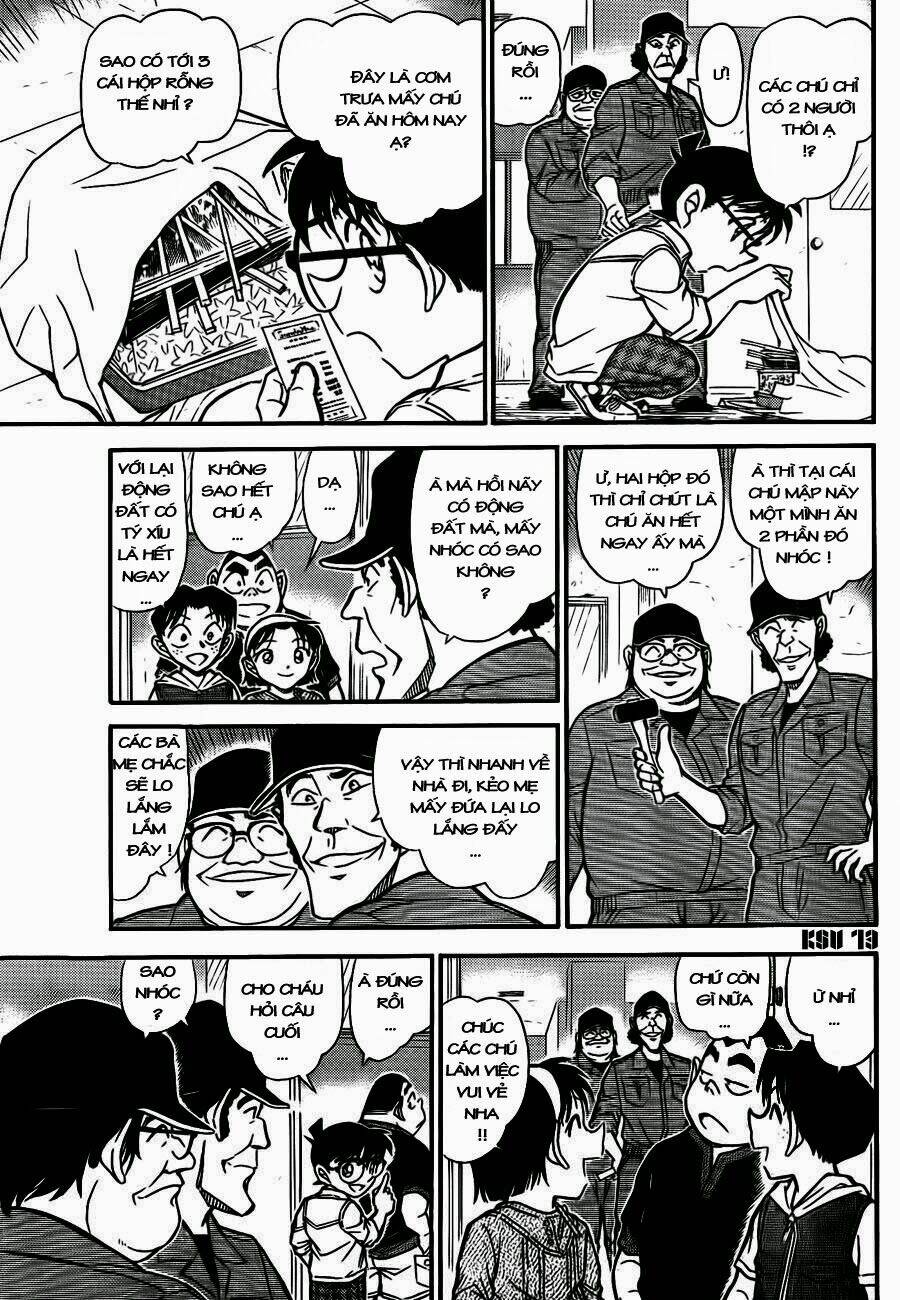 CÁC CHÚ CHỈ
CÓ 2 NGƯỜI
THÔI Ạ
!?
Ư!
ĐÚNG
RỒI
...
ĐÂY LÀ CƠM
TRƯA MẤY CHÚ
ĐÃ ĂN HÔM NAY
Ạ?
SAO CÓ TỚI 3
CÁI HỘP RỖNG
THẾ NHỈ ?
À THÌ TẠI CÁI
CHÚ MẬP NÀY
MỘT MÌNH ĂN
2 PHẦN ĐÓ
NHÓC !
Ử, HAI HỘP ĐÓ
THÌ CHỈ CHÚT LÀ
CHÚ ĂN HẾT
NGAY ẤY MÀ
...
À MÀ HỒI NÃY
CÓ ĐỘNG
ĐẤT MÀ, MẤY
NHÓC CÓ SAO
KHÔNG
?
DẠ
...
KHÔNG
SAO HẾT
CHÚ Ạ
...
VỚI LẠI
ĐỘNG
ĐẤT CÓ
TÝ XÍU
LÀ HẾT
NGAY
...
VẬY THÌ NHANH VỀ
NHÀ ĐI, KẺO MẸ
MẤY ĐỨA LẠI LO
LẮNG ĐẤY
...
CÁC BÀ
MẸ CHẮC
SẼ LO
LẮNG
LẮM
ĐÂY !
KSV 73
Ừ NHỈ
...
CHỨ CÒN
GÌ NỮA
...
CHÚC
CÁC CHÚ
LÀM VIỆC
VUI VẺ
NHA
!!
À ĐÚNG
RỒI
...
CHO CHÁU
HỎI CÂU
CUỐI
...
SAO
NHÓC
?